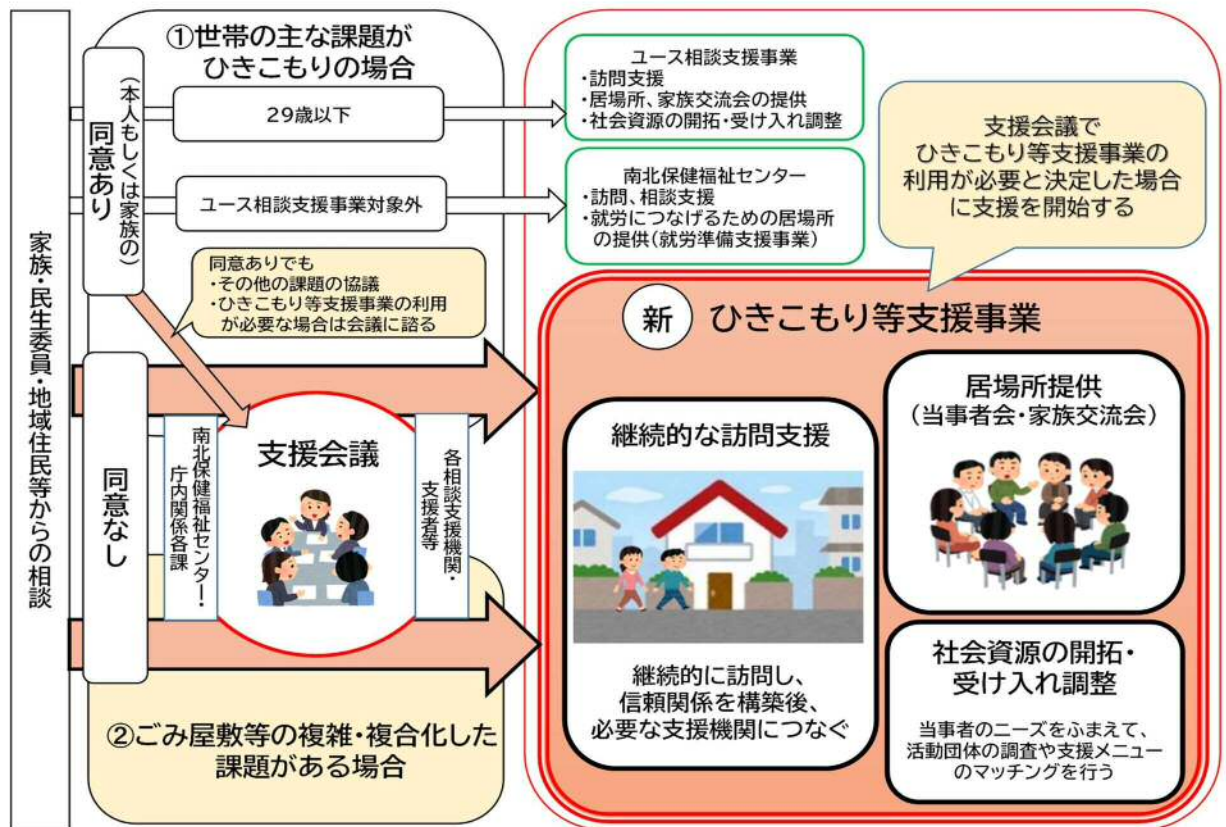 家族・民生委員・地域住民等からの相談
①世帯の主な課題が
ひきこもりの場合
(本人もしくは家族の)
同意あり
29歳以下
ユース相談支援事業対象外
同意ありでも
・その他の課題の協議
・ひきこもり等支援事業の利用
が必要な場合は会議に諮る
同意なし
南北保健福祉センター・
庁内関係各課
支援会議
各相談支援機関・
支援者等
②ごみ屋敷等の複雑・複合化した
課題がある場合
ユース相談支援事業
・訪問支援
・居場所、家族交流会の提供
・社会資源の開拓・受け入れ調整
南北保健福祉センター
・訪問、相談支援
・就労につなげるための居場所
の提供(就労準備支援事業)
支援会議で
ひきこもり等支援事業の
利用が必要と決定した場合
に支援を開始する
新 ひきこもり等支援事業
継続的な訪問支援
継続的に訪問し、
信頼関係を構築後、
必要な支援機関につなぐ
居場所提供
(当事者会・家族交流会)
社会資源の開拓・
受け入れ調整
当事者のニーズをふまえて、
活動団体の調査や支援メニュー
のマッチングを行う